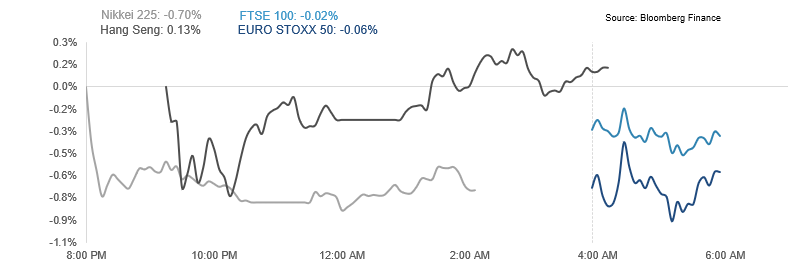 Nikkei 225: -0.70% FTSE 100: -0.02%
Hang Seng: 0.13% EURO STOXX 50: -0.06%
Source: Bloomberg Finance
0.3%
0.2%
0.0%
-0.2%
-0.3%
-0.5%
-0.6%
-0.8%
-0.9%
-1.1%
8:00 PM 10:00 PM 12:00 AM 2:00 AM 4:00 AM 6:00 AM